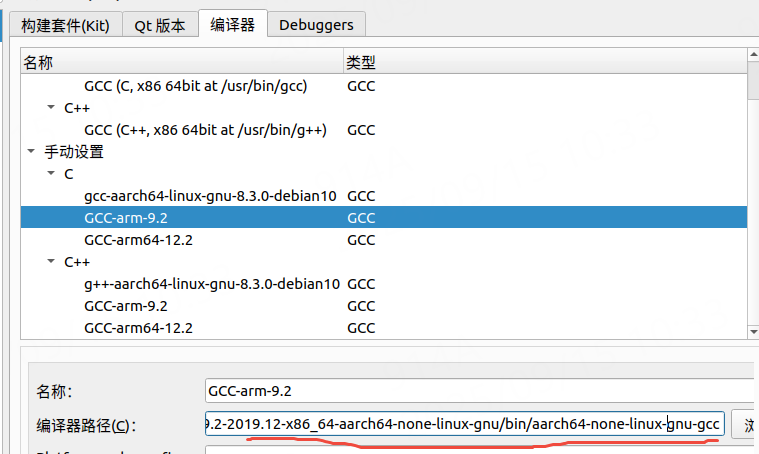 构建套件(Kit) Qt 版本 编译器 Debuggers
名称 类型
GCC (C, x86 64bit at /usr/bin/gcc) GCC
C++
GCC (C++, x86 64bit at /usr/bin/g++) GCC
手动设置
C
gcc-aarch64-linux-gnu-8.3.0-debian10 GCC
GCC-arm-9.2 GCC
GCC-arm64-12.2 GCC
C++
g++-aarch64-linux-gnu-8.3.0-debian10 GCC
GCC-arm-9.2 GCC
GCC-arm64-12.2 GCC
名称: GCC-arm-9.2
编译器路径(C): 9.2-2019.12-x86_64-aarch64-none-linux-gnu/bin/aarch64-none-linux-gnu-gcc